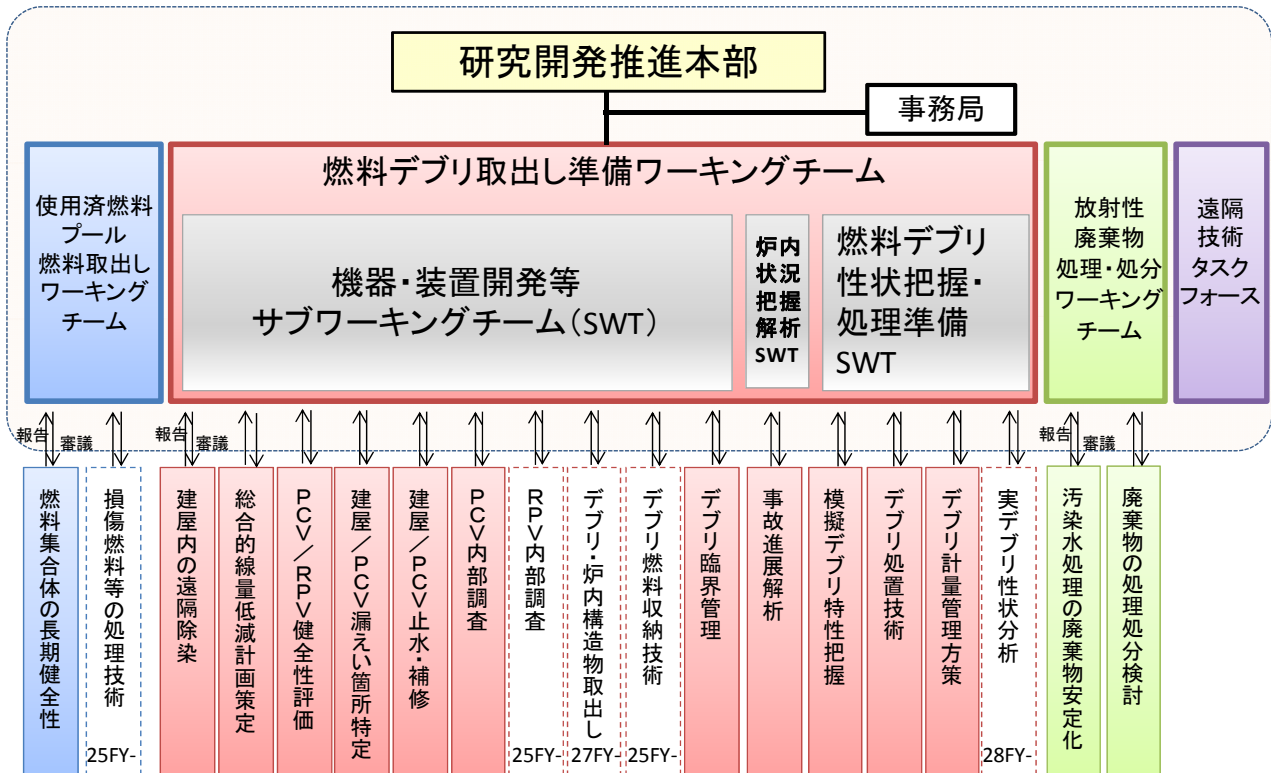 研究開発推進本部
事務局
使用済燃料
プール
燃料取出し
ワーキング
チーム
燃料デブリ取出し準備ワーキングチーム
機器・装置開発等
サブワーキングチーム(SWT)
炉内
状況
把握
解析
SWT
燃料デブリ
性状把握・
処理準備
SWT
放射性
廃棄物
処理・処分
ワーキング
チーム
遠隔
技術
タスク
フォース
報告
審議
報告
審議
報告
審議
燃料集合体の長期健全性
損傷燃料等の処理技術
25FY-
建屋内の遠隔除染
総合的線量低減計画策定
PCV/RPV健全性評価
建屋/PCV漏えい箇所特定
建屋/PCV止水・補修
PCV内部調査
RPV内部調査
25FY-
デブリ・炉内構造物取出し
27FY-
デブリ燃料収納技術
25FY-
デブリ臨界管理
事故進展解析
模擬デブリ特性把握
デブリ処置技術
デブリ計量管理方策
実デブリ性状分析
28FY-
汚染水処理の廃棄物安定化
廃棄物の処理処分検討